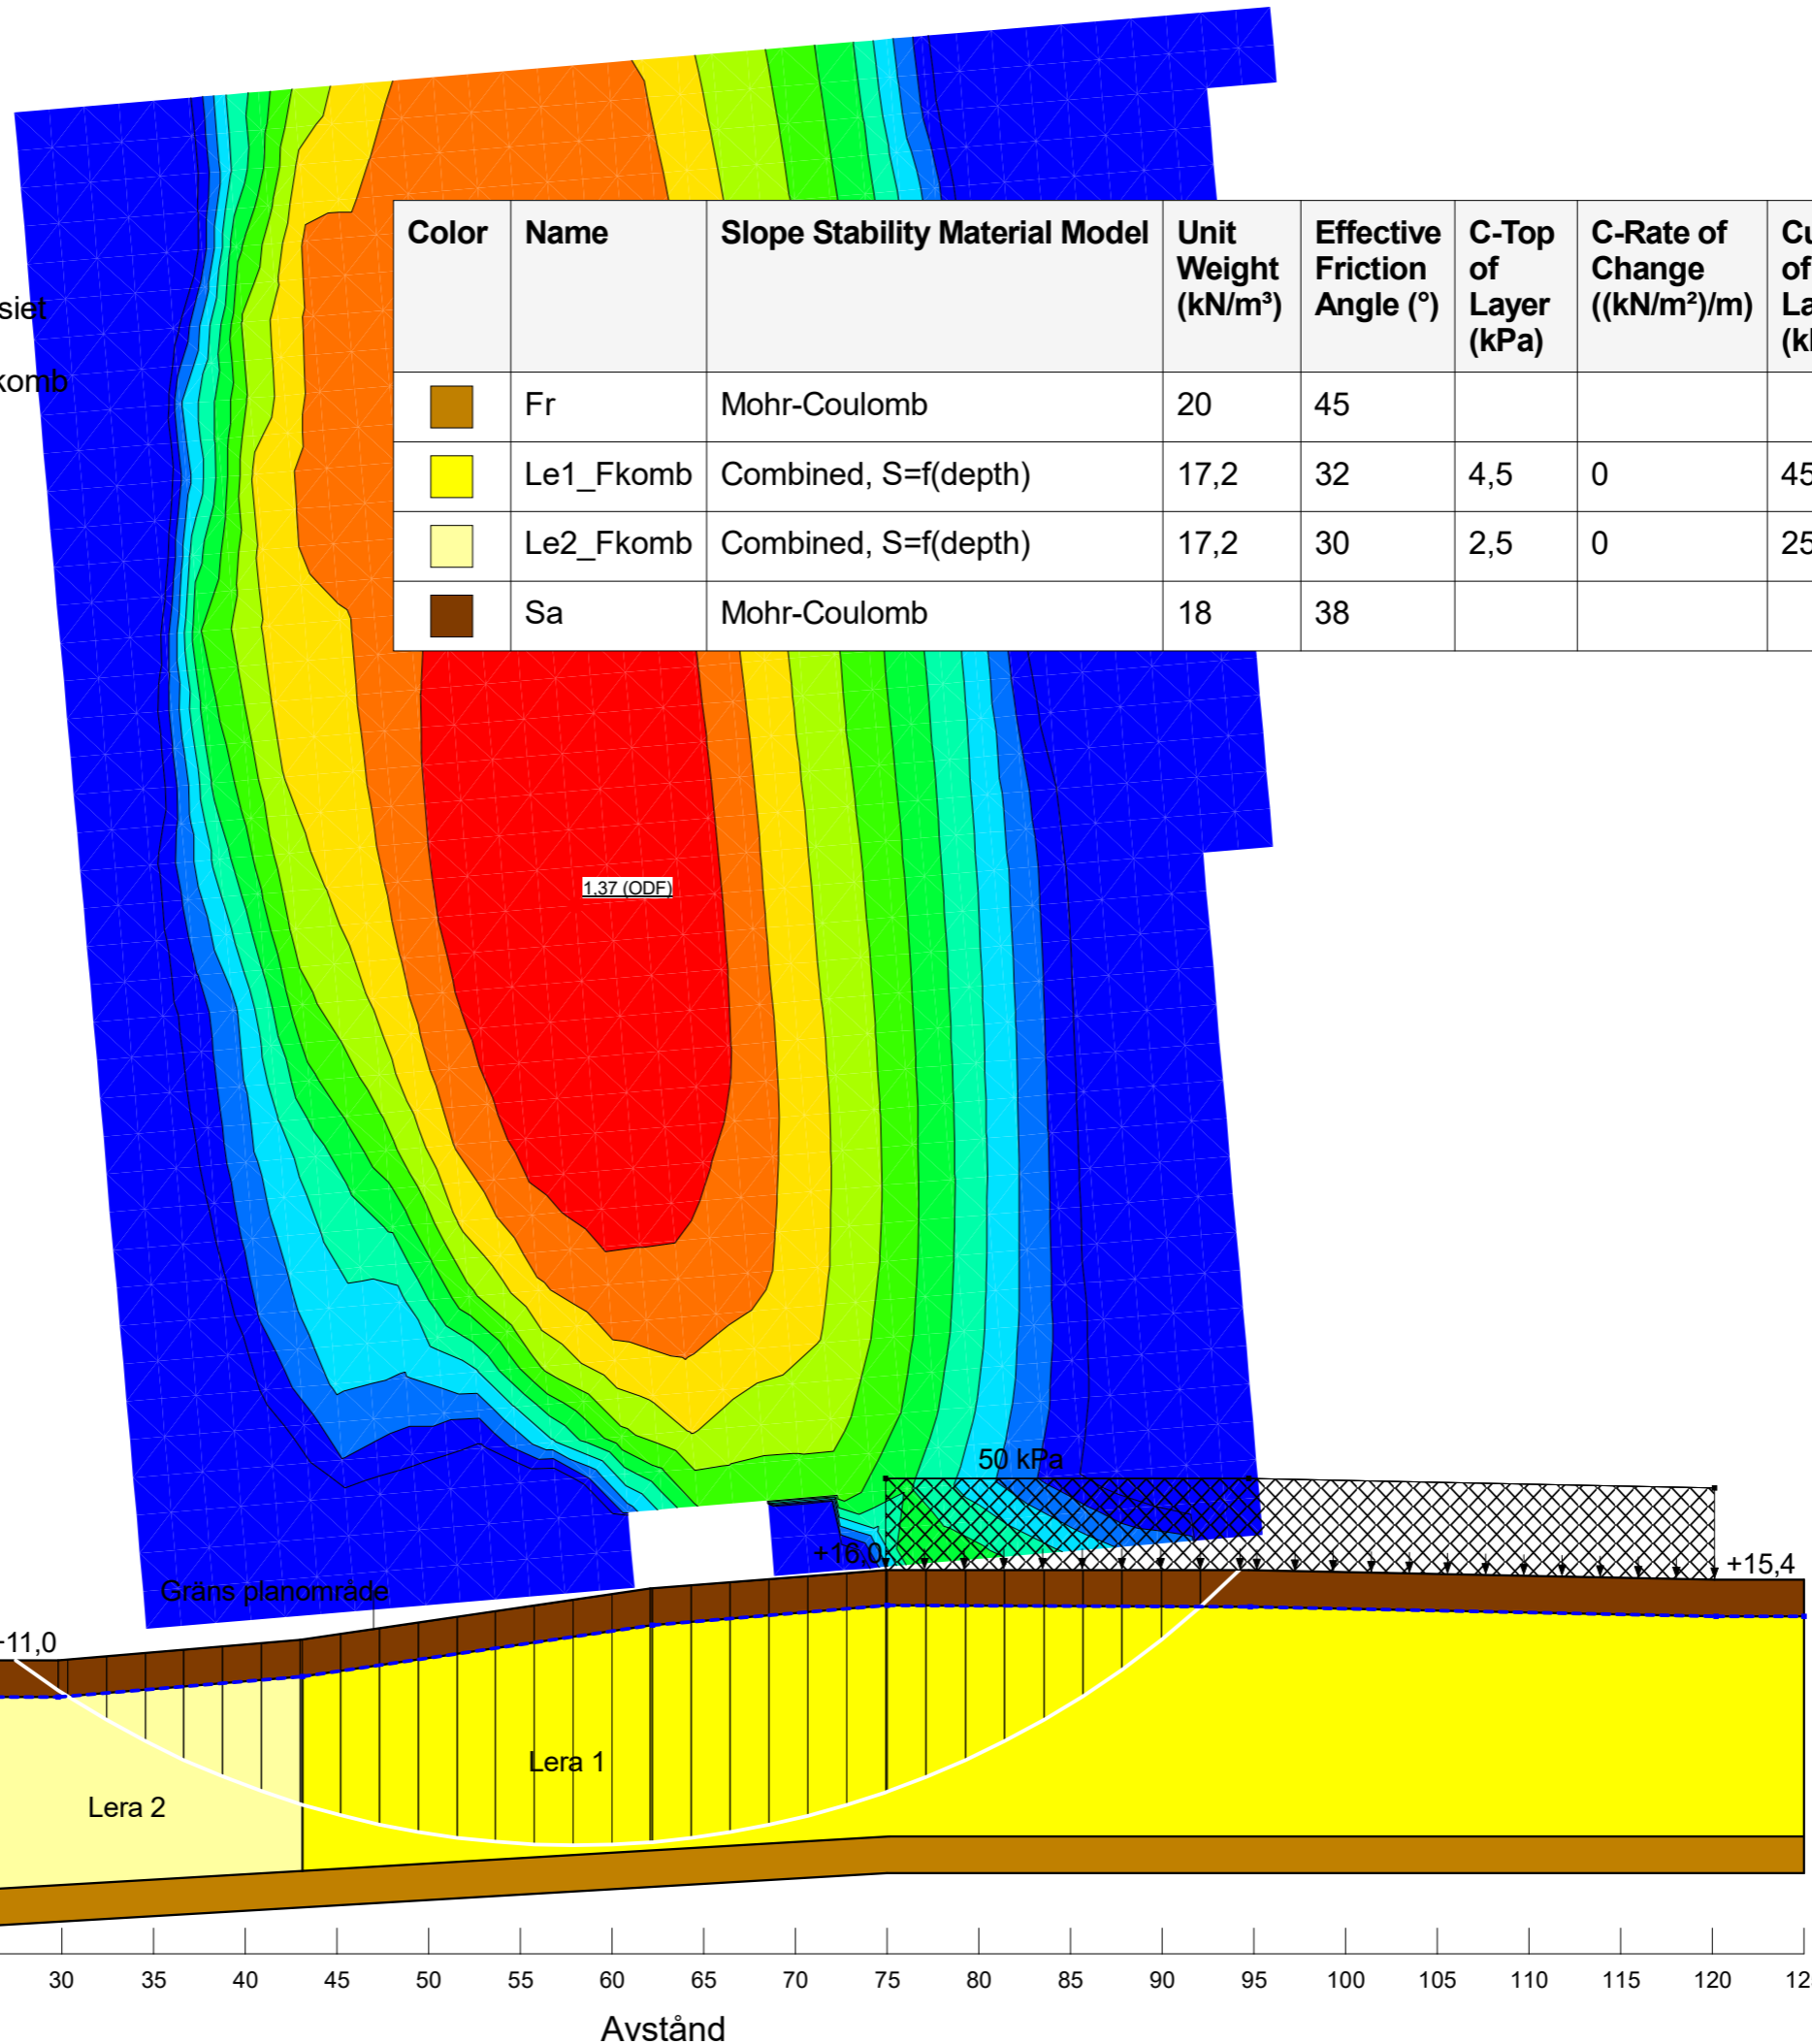 siet
komb
Color Name Slope Stability Material Model Unit Weight (kN/m³) Effective Friction Angle (°) C-Top of Layer (kPa) C-Rate of Change ((kN/m²)/m)
Fr Mohr-Coulomb 20 45
Le1_Fkomb Combined, S=f(depth) 17,2 32 4,5 0 45
Le2_Fkomb Combined, S=f(depth) 17,2 30 2,5 0 25
Sa Mohr-Coulomb 18 38
1,37 (ODF)
50 kPa
+16,0
+15,4
Gräns planområde
+11,0
Lera 1
Lera 2
30 35 40 45 50 55 60 65 70 75 80 85 90 95 100 105 110 115 120
Avstånd